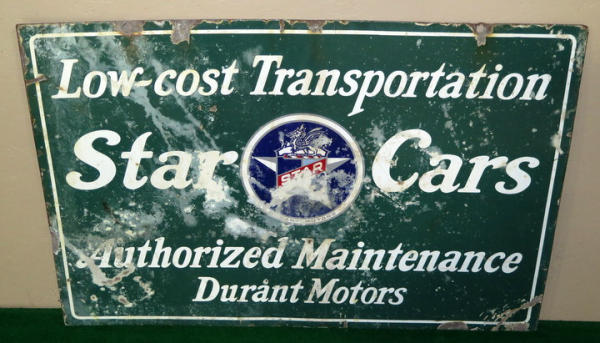 Low-cost Transportation
Star Cars
STAR
Authorized Maintenance
Durant Motors